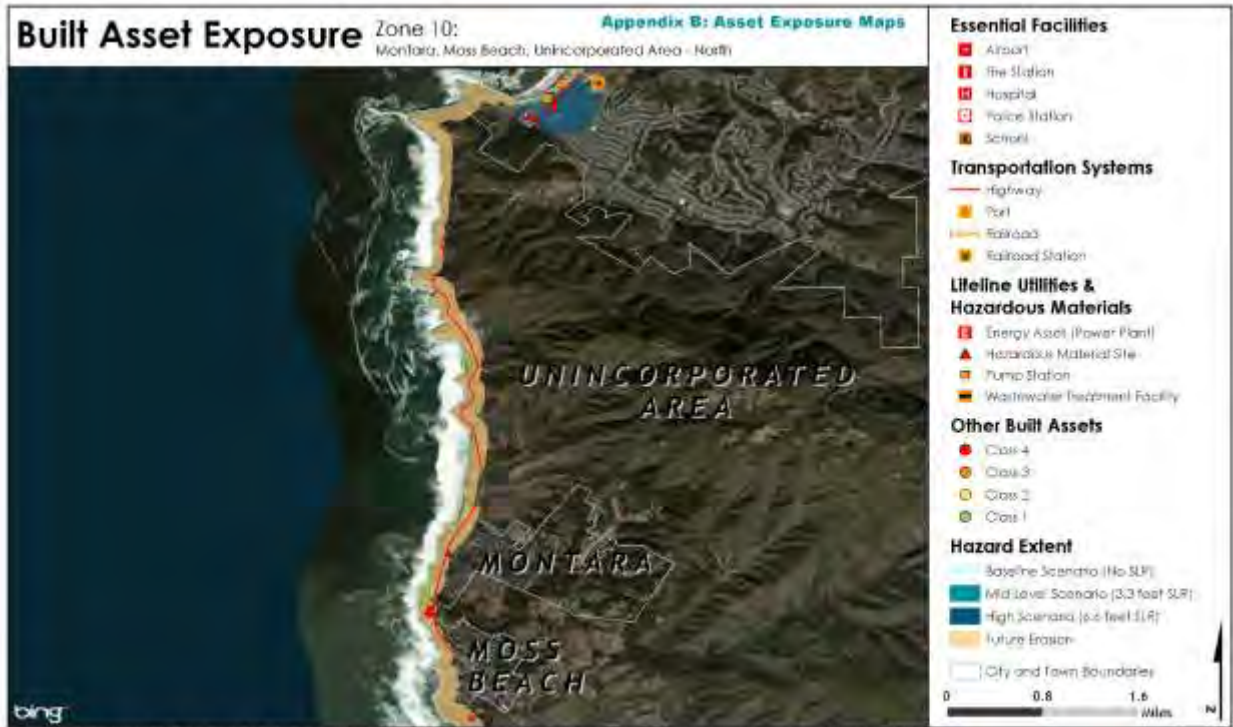 Built Asset Exposure
Zone 10:
Montara, Moss Beach, Unincorporated Area - North
Appendix B: Asset Exposure Maps
UNINCORPORATED
AREA
MONTARA
MOSS
BEACH
bing
Essential Facilities
Airport
Fire Station
Hospital
Police Station
School
Transportation Systems
Highway
Port
Railroad
Railroad Station
Lifeline Utilities &
Hazardous Materials
Energy Asset (Power Plant)
Hazardous Material Site
Pump Station
Wastewater Treatment Facility
Other Built Assets
Class 4
Class 3
Class 2
Class 1
Hazard Extent
Baseline Scenario (No SLR)
Mid Level Scenario (3.3 feet SLR)
High Scenario (6.6 feet SLR)
Future Erosion
City and Town Boundaries
0 0.8 1.6
Miles
N